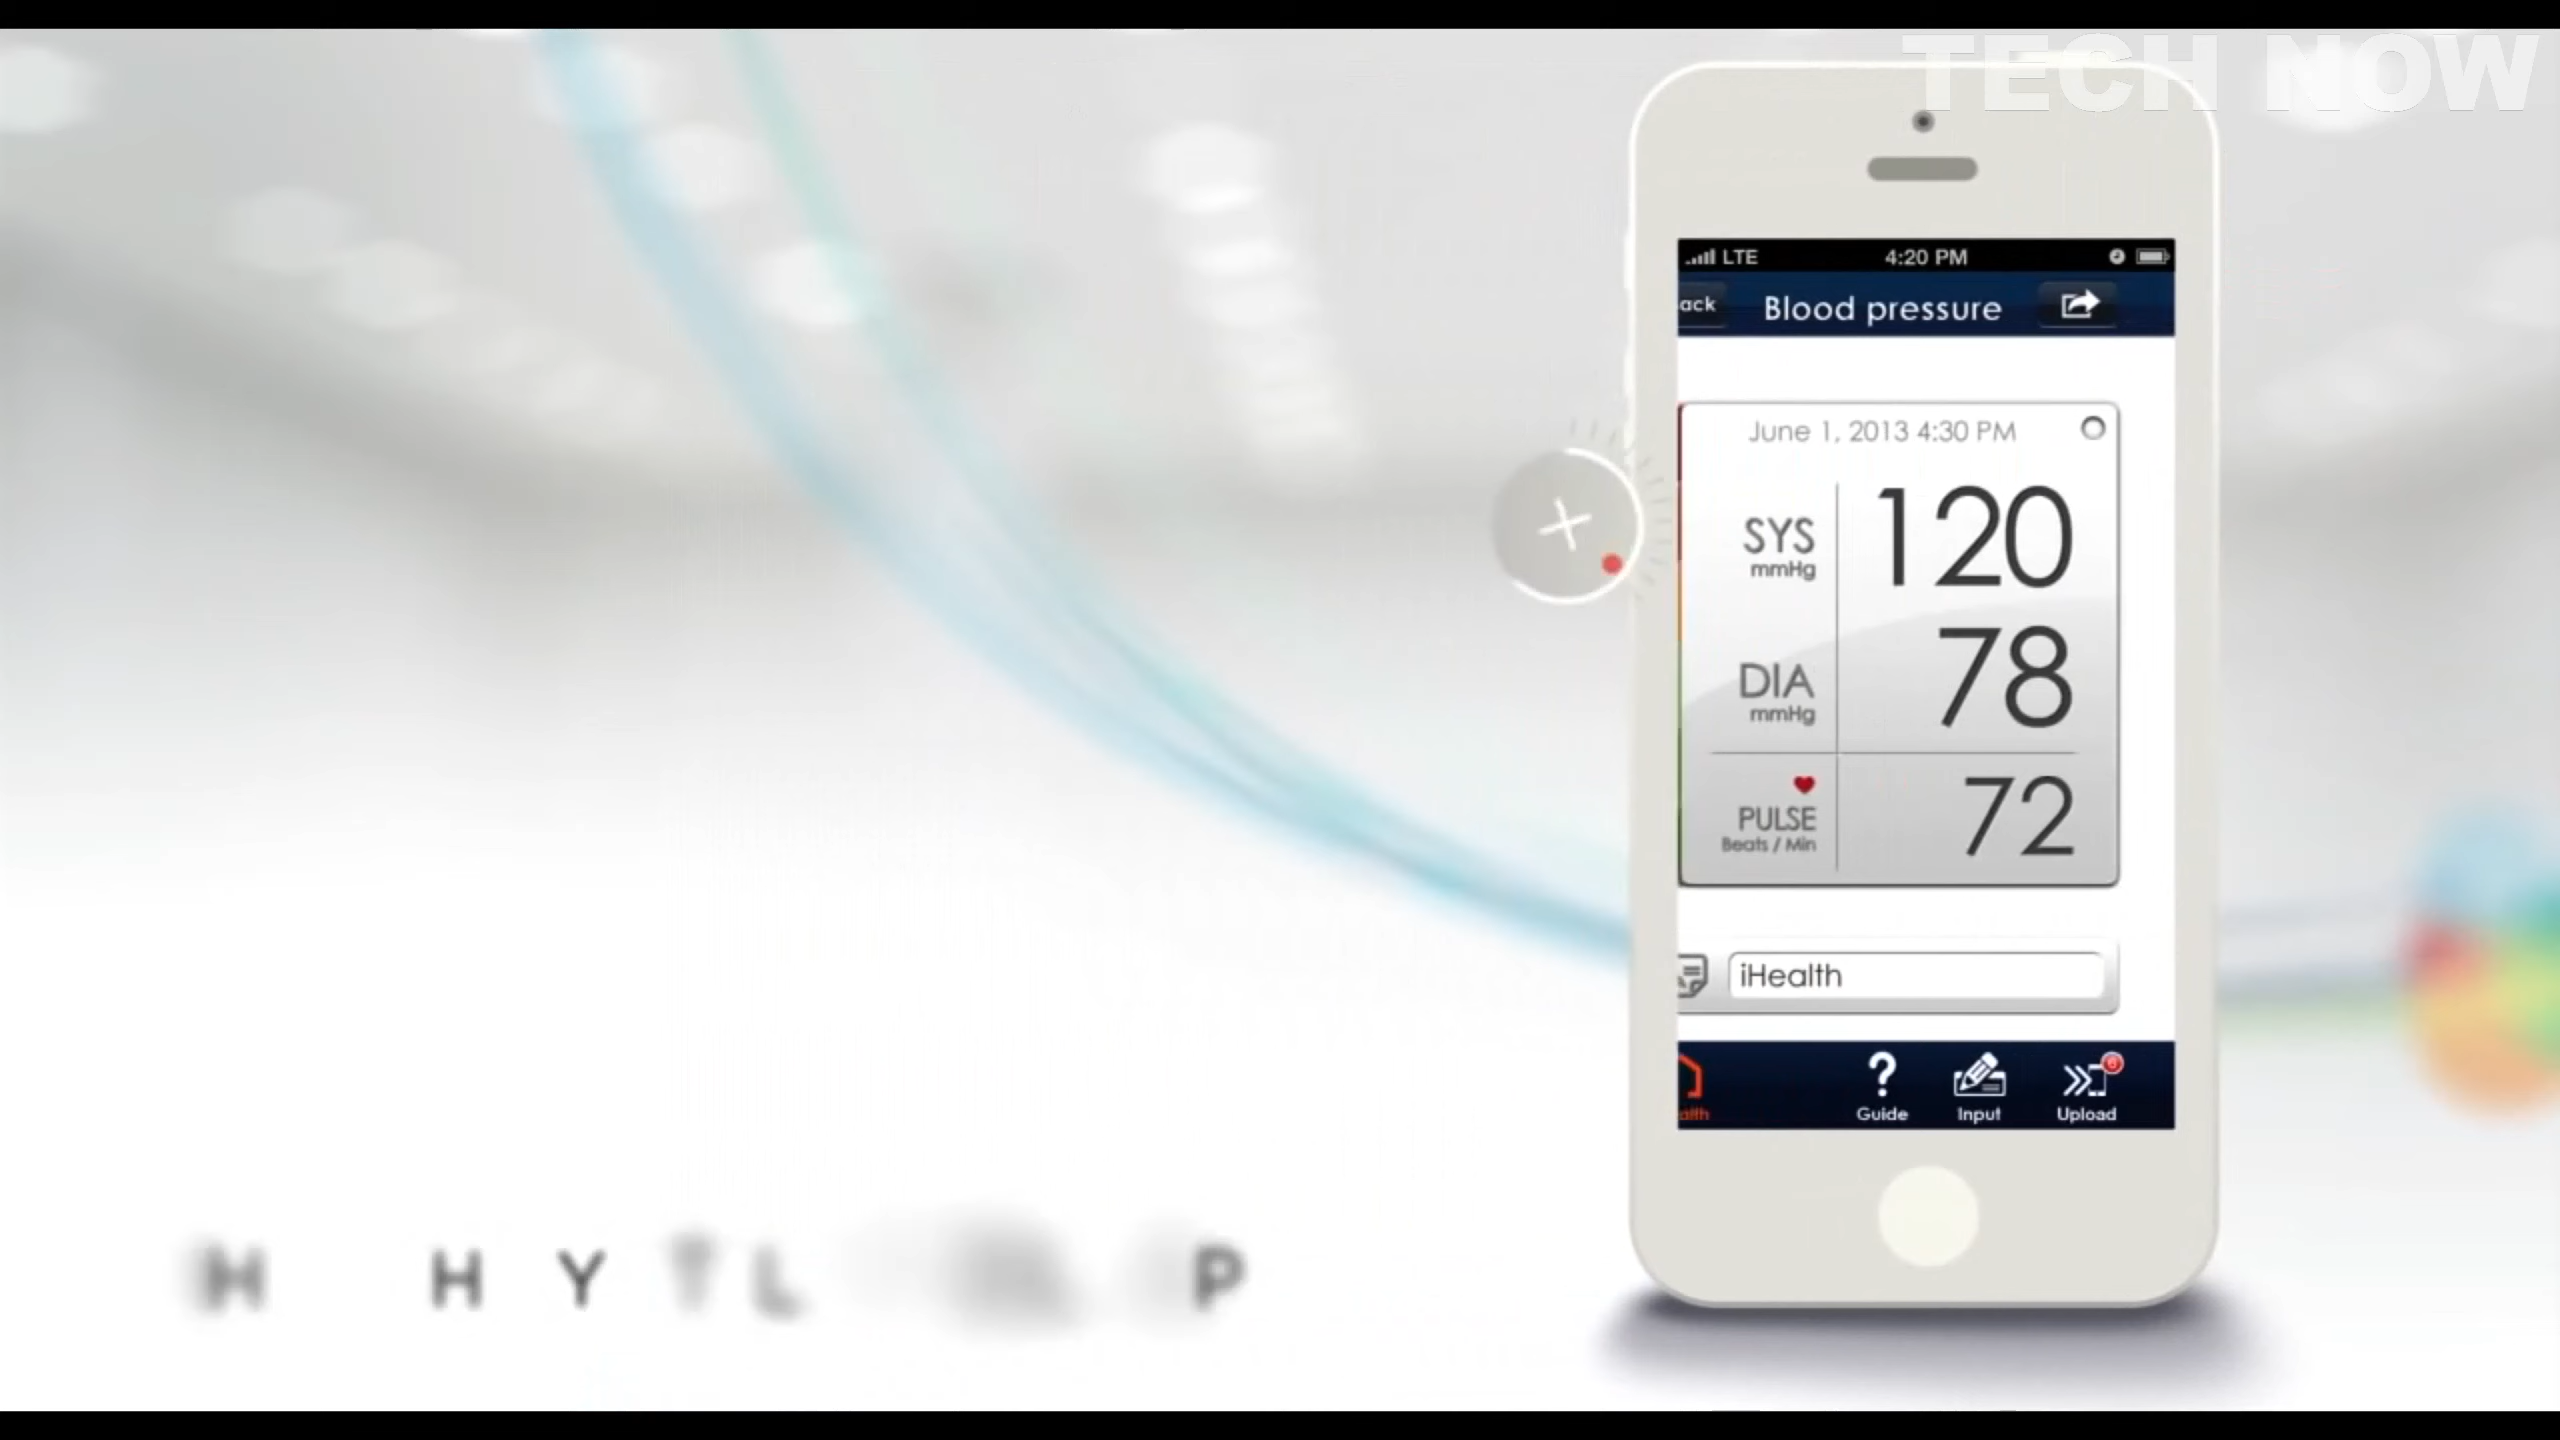 TECH NOW
LTE 4:20 PM
ack Blood pressure
June 1, 2013 4:30 PM
SYS 120
mmHg
DIA 78
mmHg
PULSE 72
Beats / Min
iHealth
alth Guide Input Upload
H H Y L P